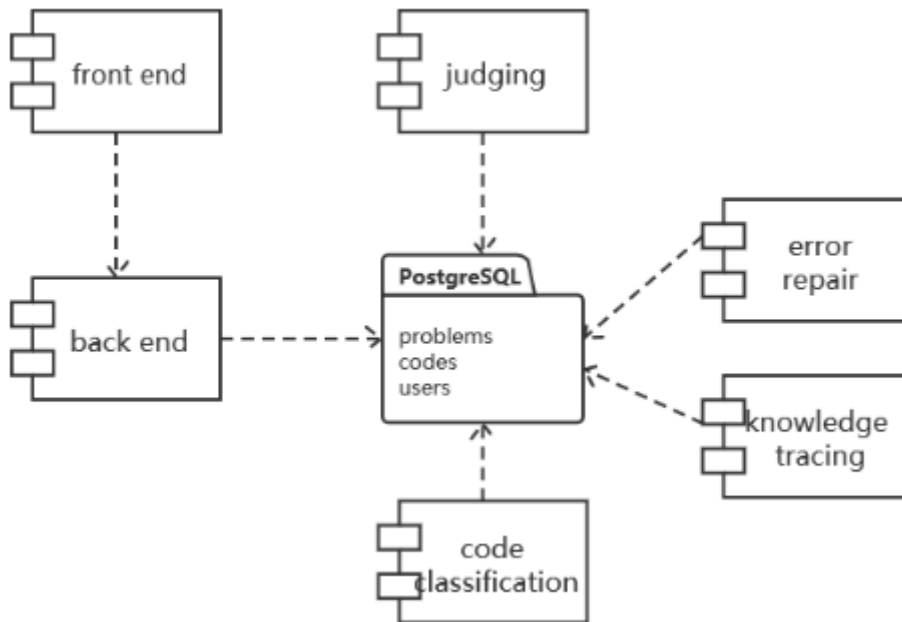 front end
judging
error
repair
PostgreSQL
problems
codes
users
back end
knowledge
tracing
code
classification